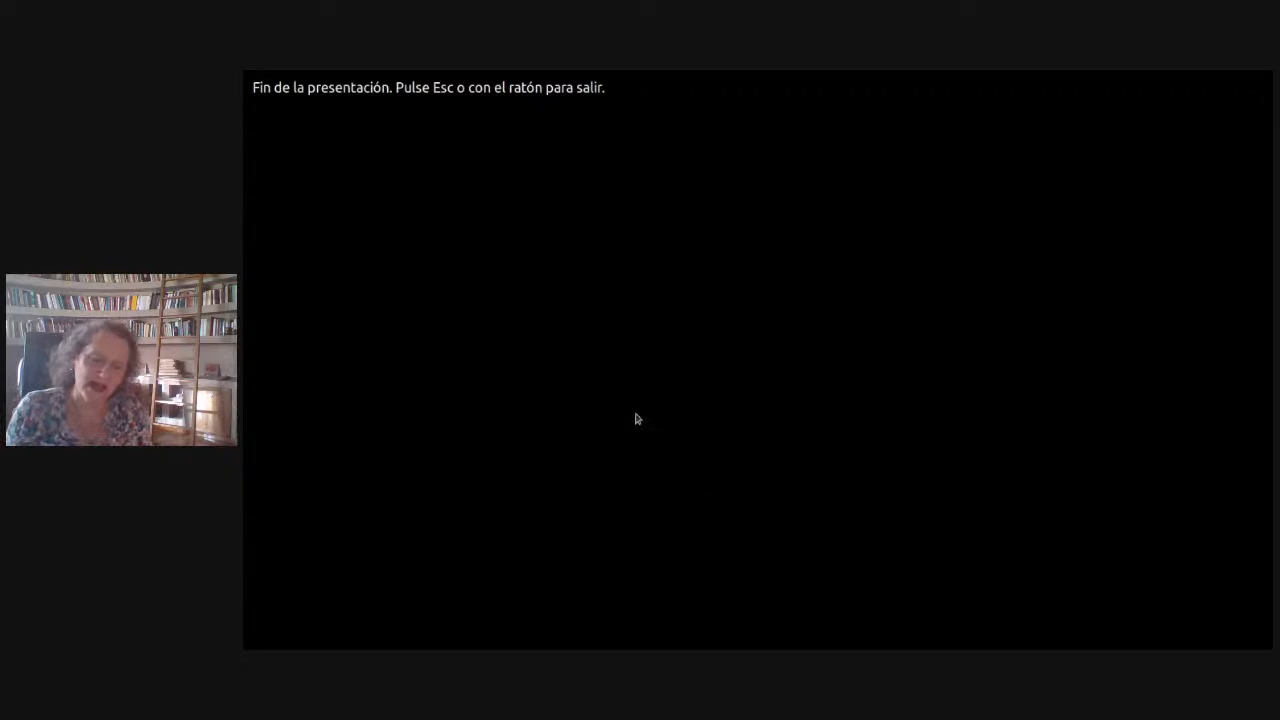 Fin de la presentación. Pulse Esc o con el ratón para salir.